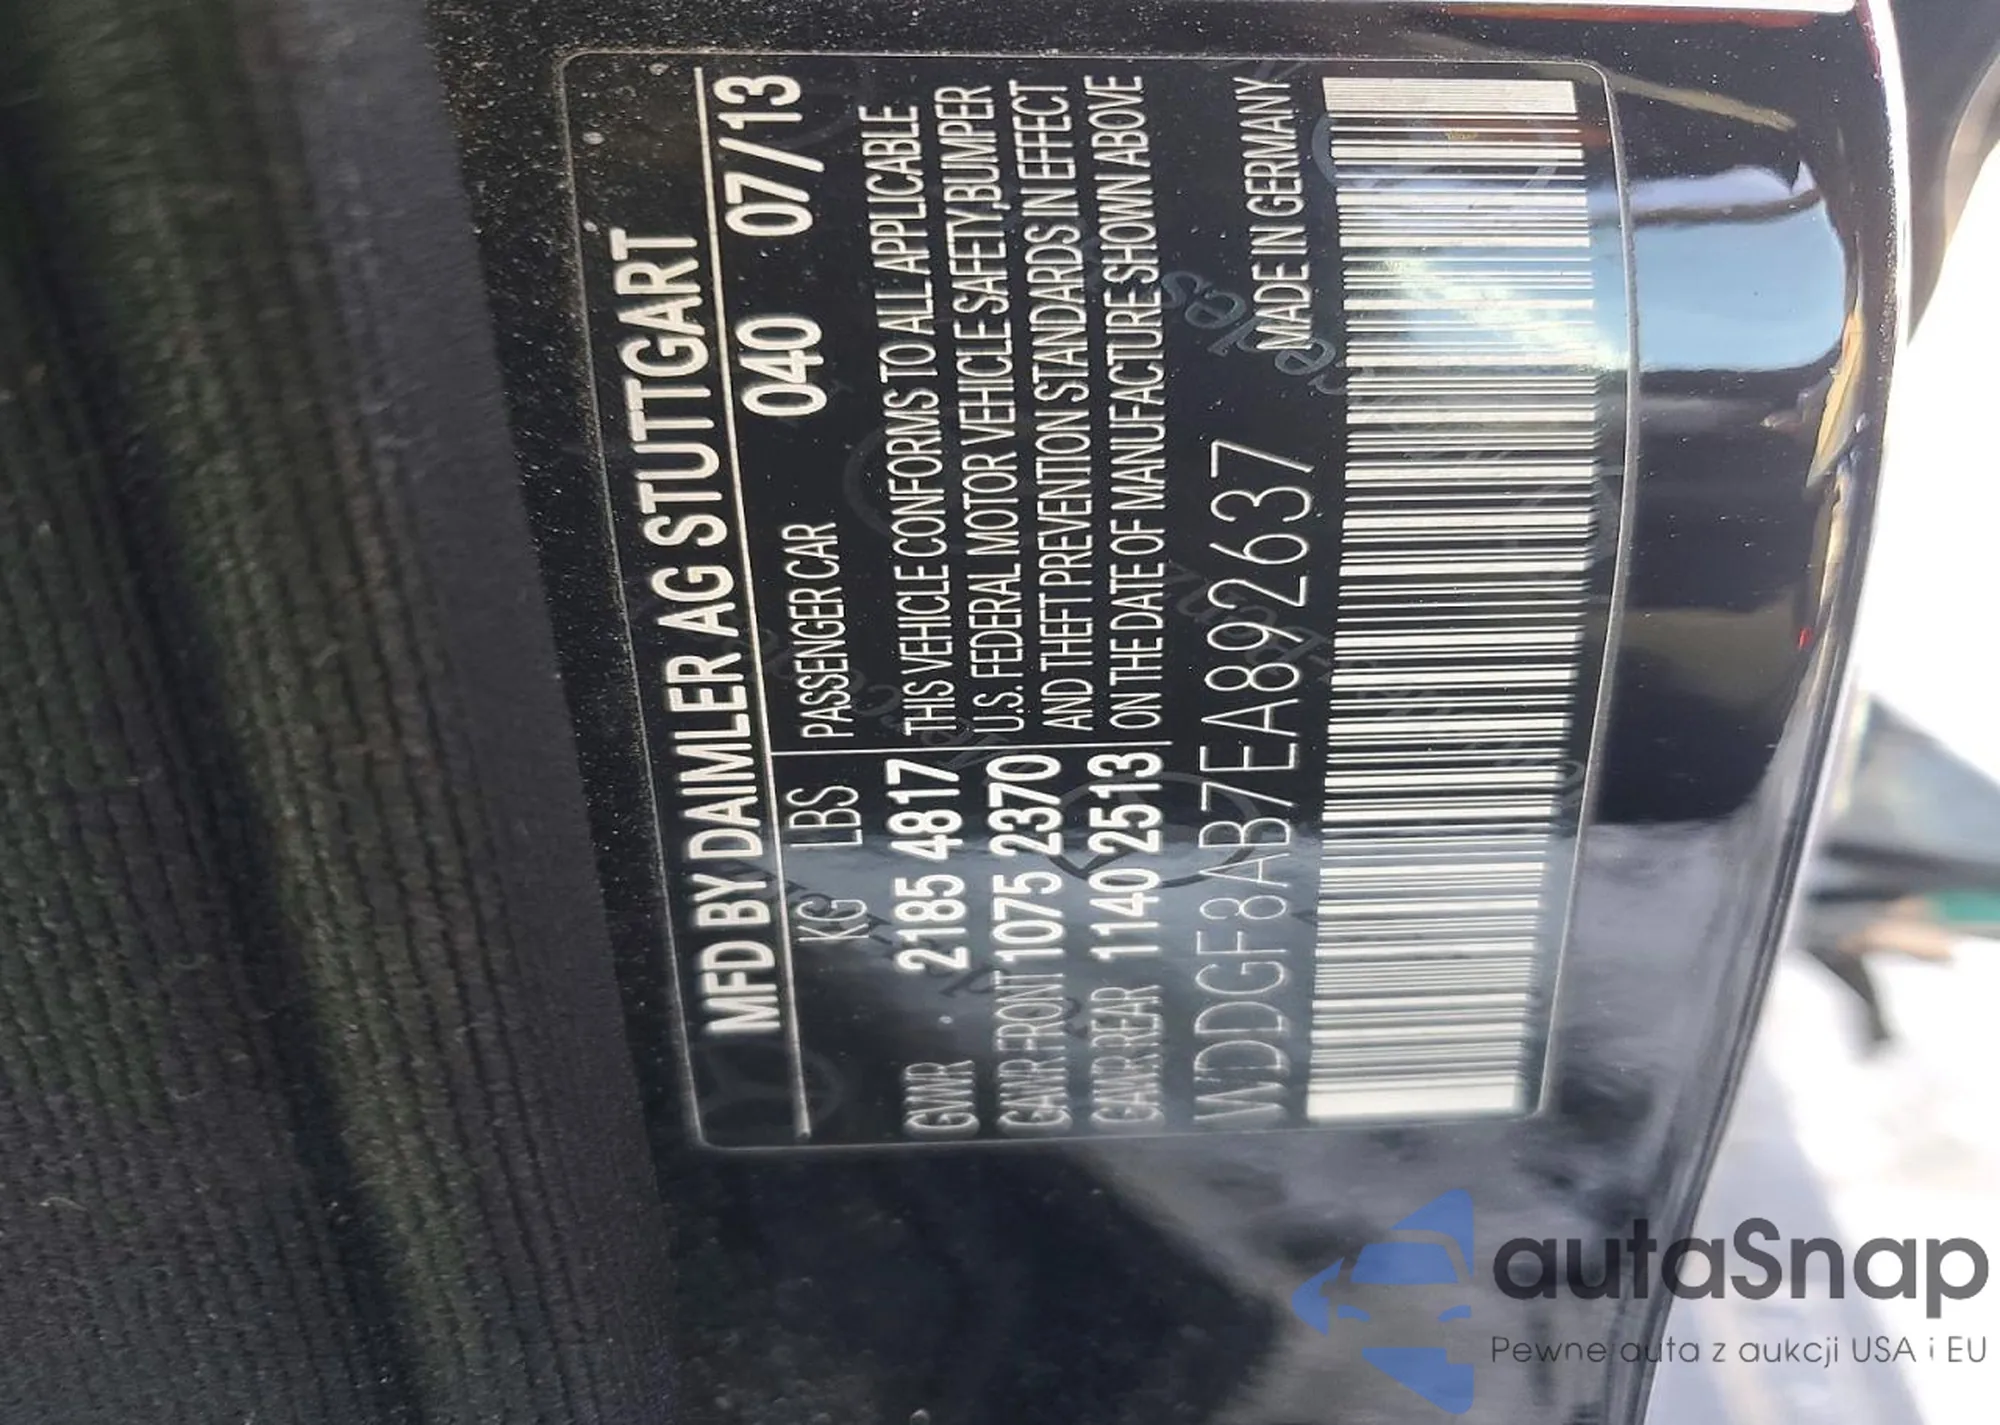 MFD BY DAIMLER AG STUTTGART
KG LBS PASSENGER CAR 040 07/13
GVWR 2185 4817 THIS VEHICLE CONFORMS TO ALL APPLICABLE
GAWR FRONT 1075 2370 U.S. FEDERAL MOTOR VEHICLE SAFETY,BUMPER
AND THEFT PREVENTION STANDARDS IN EFFECT
GAWR REAR 1140 2513 ON THE DATE OF MANUFACTURE SHOWN ABOVE
WDDGF8AB7EA892637 MADE IN GERMANY
autaSnap
Pewne auta z aukcji USA i EU